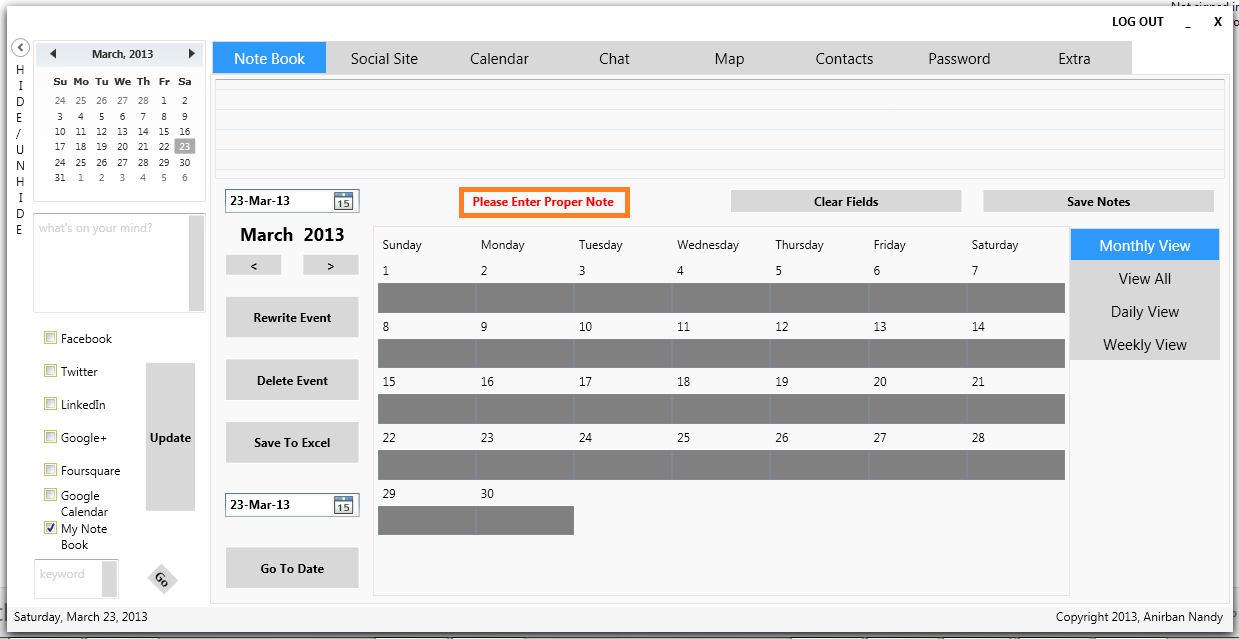 Not signed in
LOG OUT _ X
March, 2013
Su Mo Tu We Th Fr Sa
24 25 26 27 28 1 2
3 4 5 6 7 8 9
10 11 12 13 14 15 16
17 18 19 20 21 22 23
24 25 26 27 28 29 30
31 1 2 3 4 5 6
HIDE/UNHIDE
what's on your mind?
Facebook
Twitter
LinkedIn
Google+
Foursquare
Google
Calendar
My Note
Book
Update
keyword
Go
Note Book Social Site Calendar Chat Map Contacts Password Extra
23-Mar-13 15
Please Enter Proper Note
Clear Fields
Save Notes
March 2013
< >
Rewrite Event
Delete Event
Save To Excel
23-Mar-13 15
Go To Date
Sunday Monday Tuesday Wednesday Thursday Friday Saturday
1 2 3 4 5 6 7
8 9 10 11 12 13 14
15 16 17 18 19 20 21
22 23 24 25 26 27 28
29 30
Monthly View
View All
Daily View
Weekly View
Saturday, March 23, 2013
Copyright 2013, Anirban Nandy